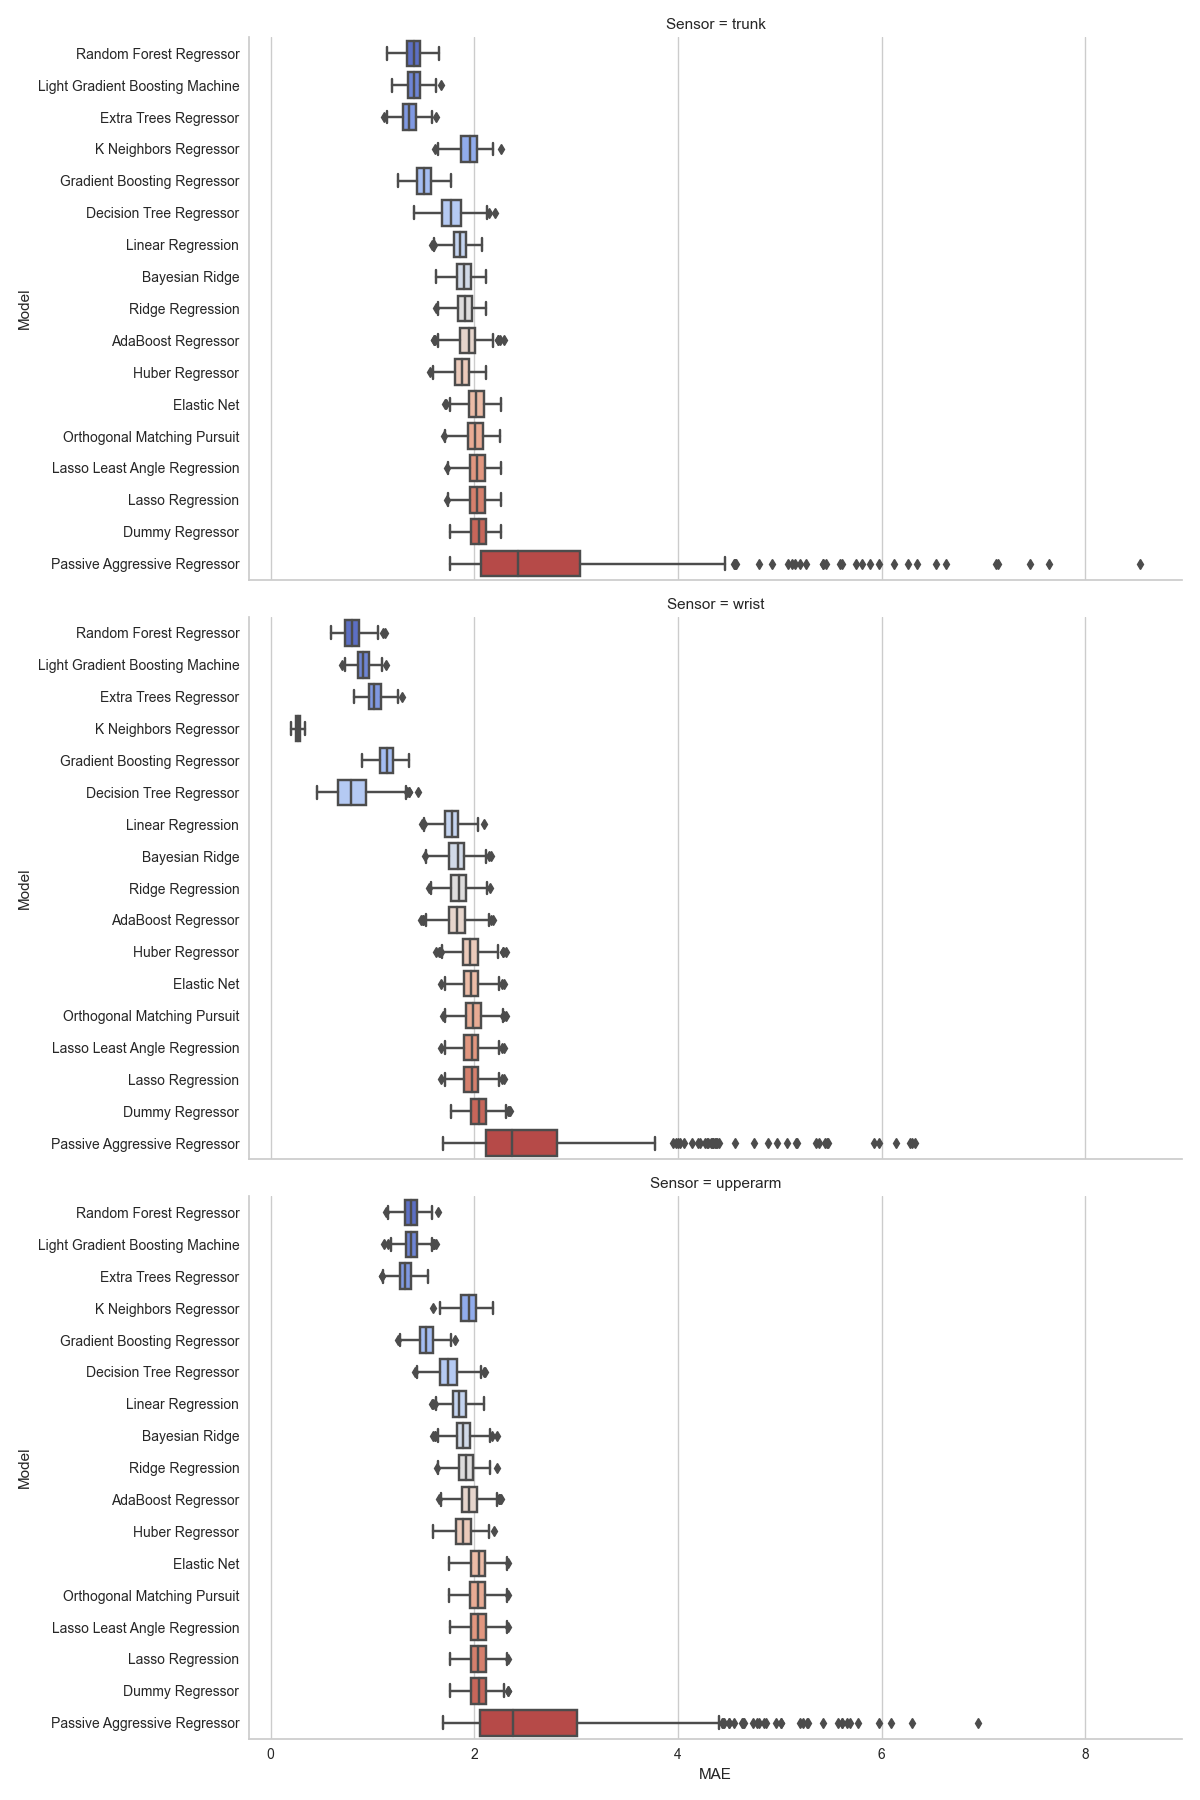 Sensor = trunk
Random Forest Regressor
Light Gradient Boosting Machine
Extra Trees Regressor
K Neighbors Regressor
Gradient Boosting Regressor
Decision Tree Regressor
Linear Regression
Bayesian Ridge
Ridge Regression
AdaBoost Regressor
Huber Regressor
Elastic Net
Orthogonal Matching Pursuit
Lasso Least Angle Regression
Lasso Regression
Dummy Regressor
Passive Aggressive Regressor
Model
Sensor = wrist
Random Forest Regressor
Light Gradient Boosting Machine
Extra Trees Regressor
K Neighbors Regressor
Gradient Boosting Regressor
Decision Tree Regressor
Linear Regression
Bayesian Ridge
Ridge Regression
AdaBoost Regressor
Huber Regressor
Elastic Net
Orthogonal Matching Pursuit
Lasso Least Angle Regression
Lasso Regression
Dummy Regressor
Passive Aggressive Regressor
Model
Sensor = upperarm
Random Forest Regressor
Light Gradient Boosting Machine
Extra Trees Regressor
K Neighbors Regressor
Gradient Boosting Regressor
Decision Tree Regressor
Linear Regression
Bayesian Ridge
Ridge Regression
AdaBoost Regressor
Huber Regressor
Elastic Net
Orthogonal Matching Pursuit
Lasso Least Angle Regression
Lasso Regression
Dummy Regressor
Passive Aggressive Regressor
Model
0 2 4 6 8
MAE